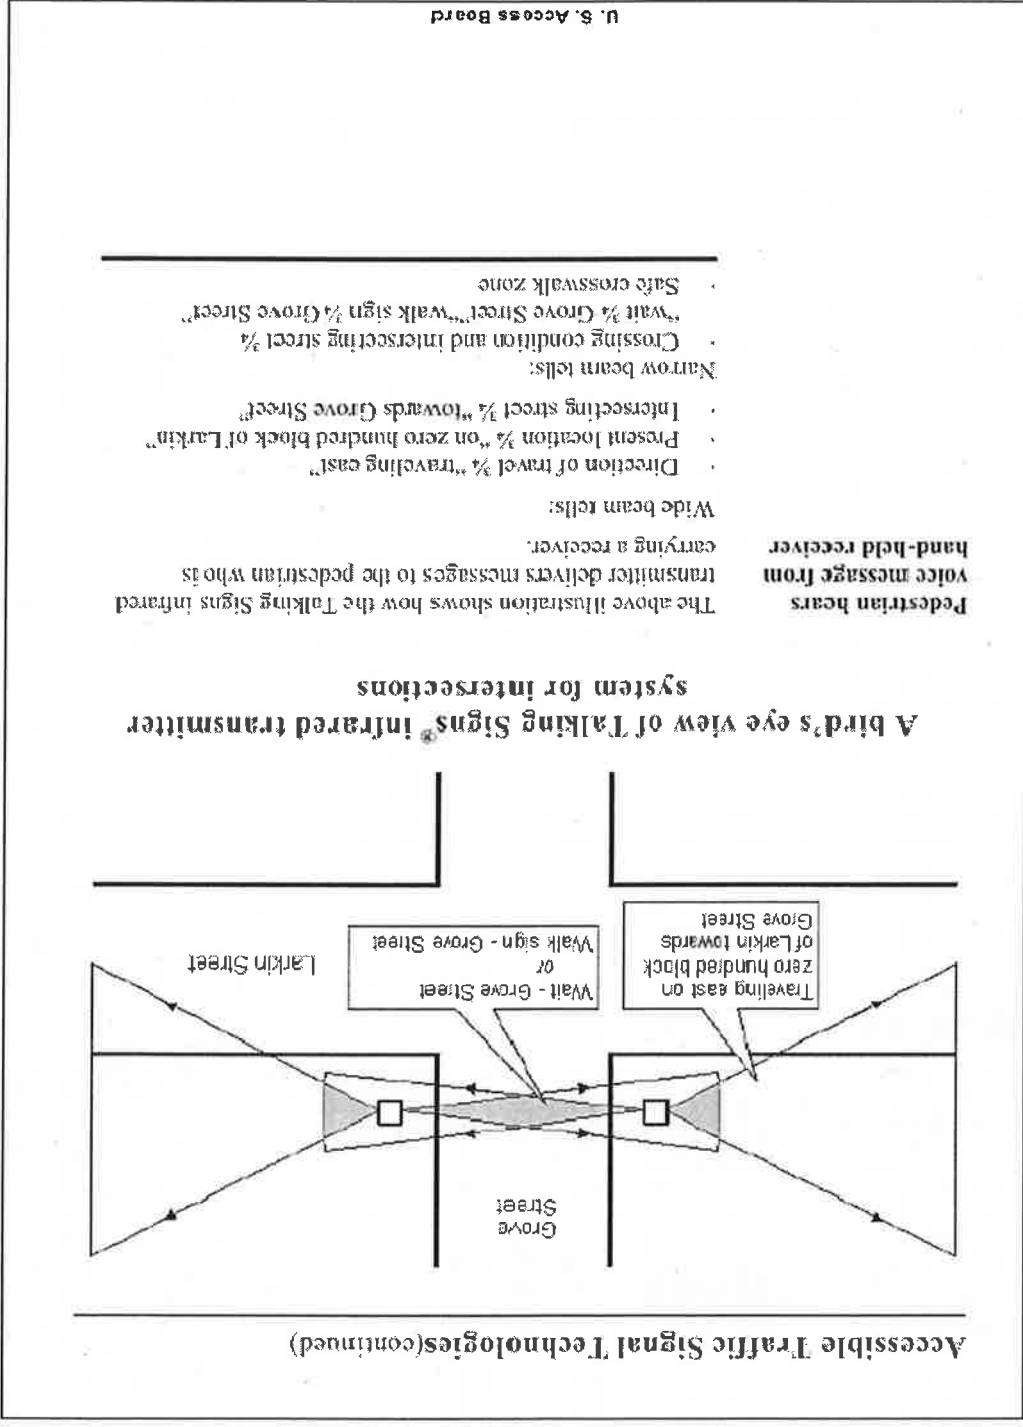 Accessible Traffic Signal Technologies(continued)
Grove
Street
Traveling east on
zero hundred block
of Larkin towards
Grove Street
Wait - Grove Street
or
Walk sign - Grove Street
Larkin Street
A bird's eye view of Talking Signs® infrared transmitter
system for intersections
Pedestrian hears
voice message from
hand-held receiver
The above illustration shows how the Talking Signs infrared
transmitter delivers messages to the pedestrian who is
carrying a receiver.
Wide beam tells:
· Direction of travel ¾ "traveling east"
· Present location ¾ "on zero hundred block of Larkin"
· Intersecting street ¾ "towards Grove Street"
Narrow beam tells:
· Crossing condition and intersecting street ¾
"wait ¾ Grove Street""walk sign ¾ Grove Street"
· Safe crosswalk zone
U. S. Access Board